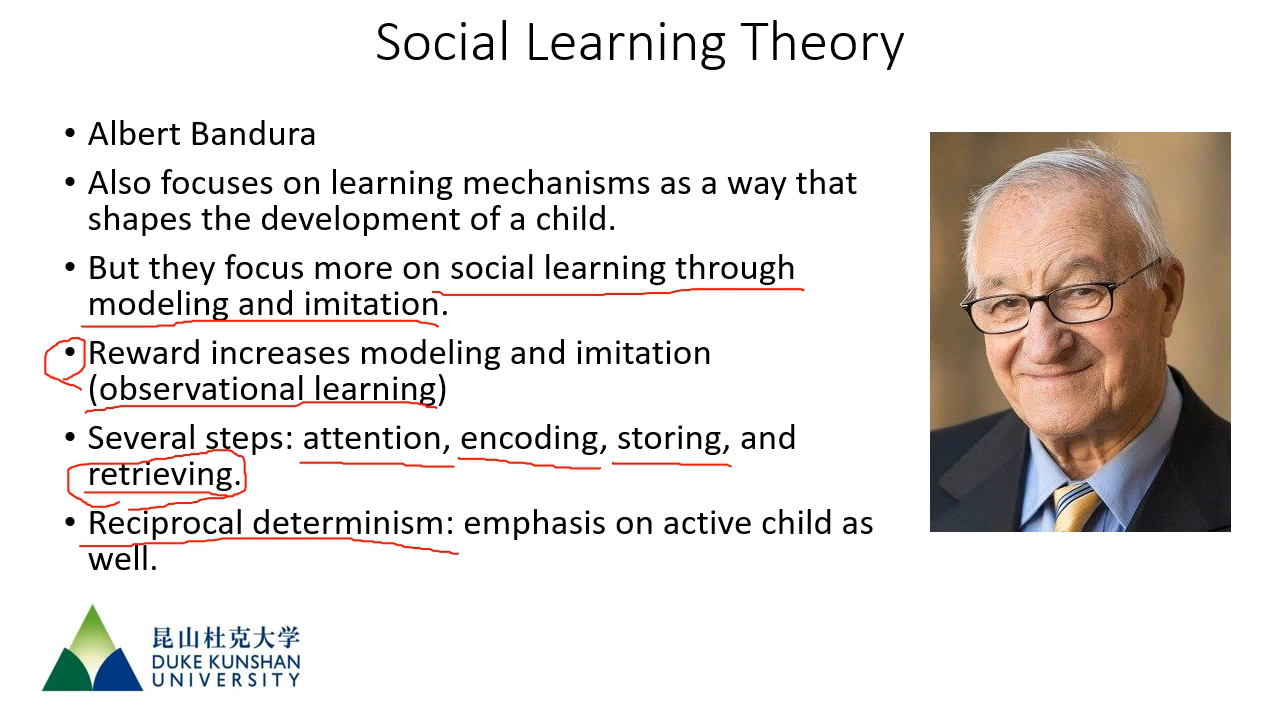 Social Learning Theory
• Albert Bandura
• Also focuses on learning mechanisms as a way that
shapes the development of a child.
• But they focus more on social learning through
modeling and imitation.
• Reward increases modeling and imitation
(observational learning)
• Several steps: attention, encoding, storing, and
retrieving.
• Reciprocal determinism: emphasis on active child as
well.
昆山杜克大学
DUKE KUNSHAN
UNIVERSITY